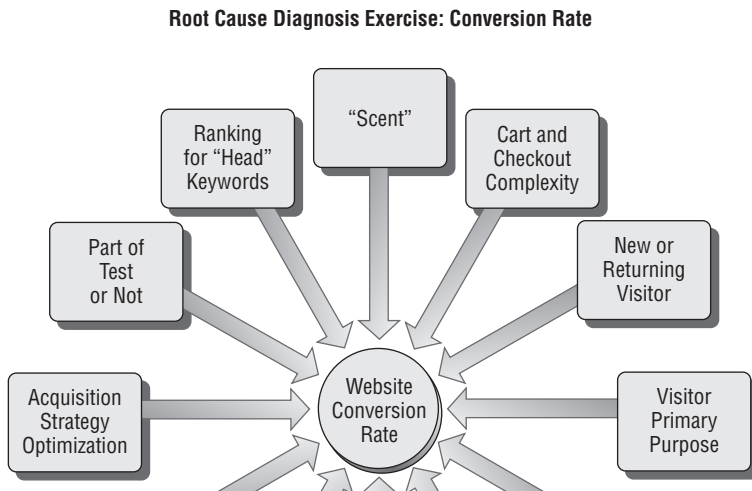 Root Cause Diagnosis Exercise: Conversion Rate
“Scent”
Ranking
for “Head”
Keywords
Cart and
Checkout
Complexity
Part of
Test
or Not
New or
Returning
Visitor
Acquisition
Strategy
Optimization
Website
Conversion
Rate
Visitor
Primary
Purpose